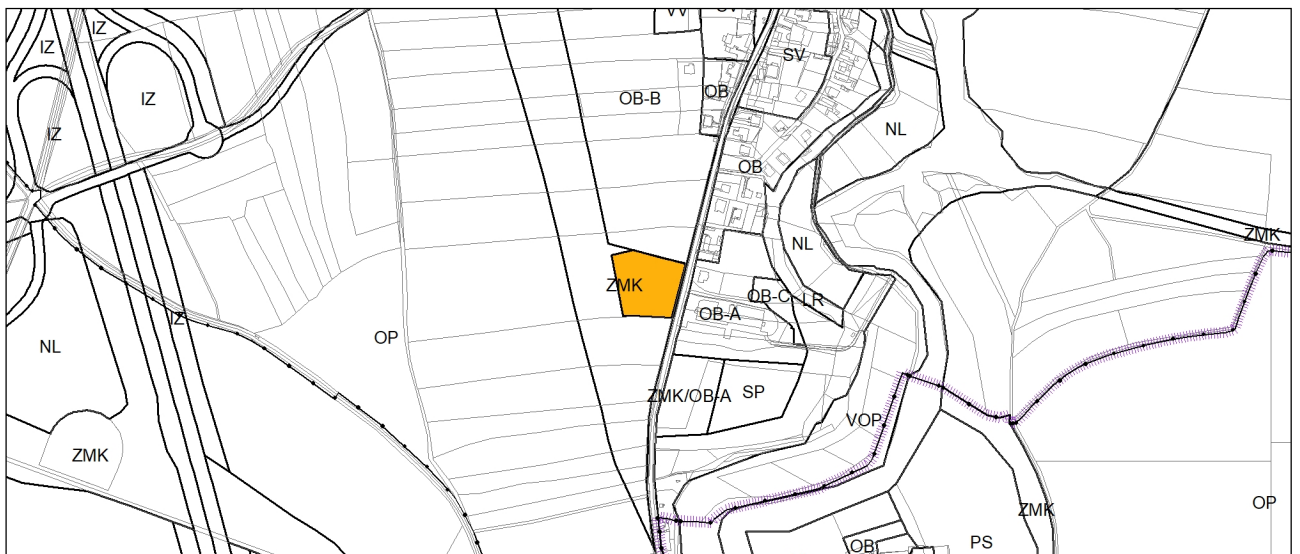 IZ
IZ
SV
IZ
OB-B
OB
IZ
NL
OB
ZMK
NL
ZMK
OB-C
LR
OB-A
IZ
OP
NL
ZMK/OB-A
SP
VOP
ZMK
OP
ZMK
OB
PS